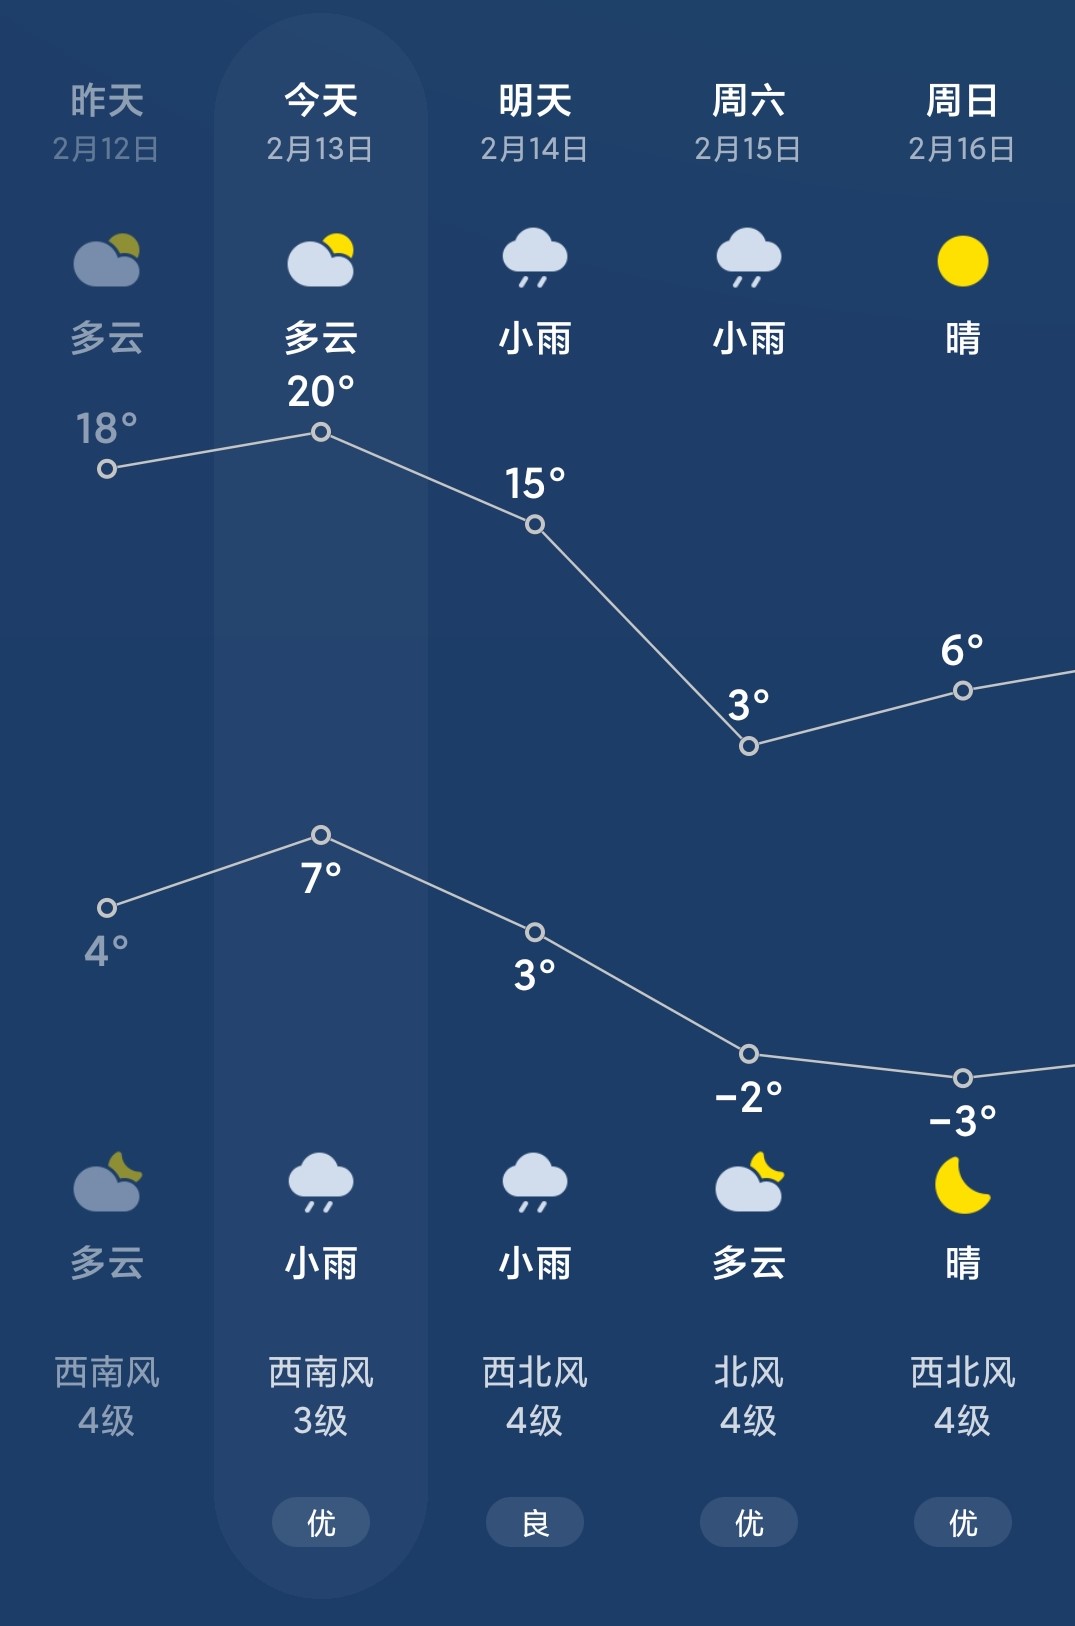 昨天 今天 明天 周六 周日
2月12日 2月13日 2月14日 2月15日 2月16日
多云 多云 小雨 小雨 晴
18° 20° 15° 3° 6°
4° 7° 3° -2° -3°
多云 小雨 小雨 多云 晴
西南风 西南风 西北风 北风 西北风
4级 3级 4级 4级 4级
优 良 优 优